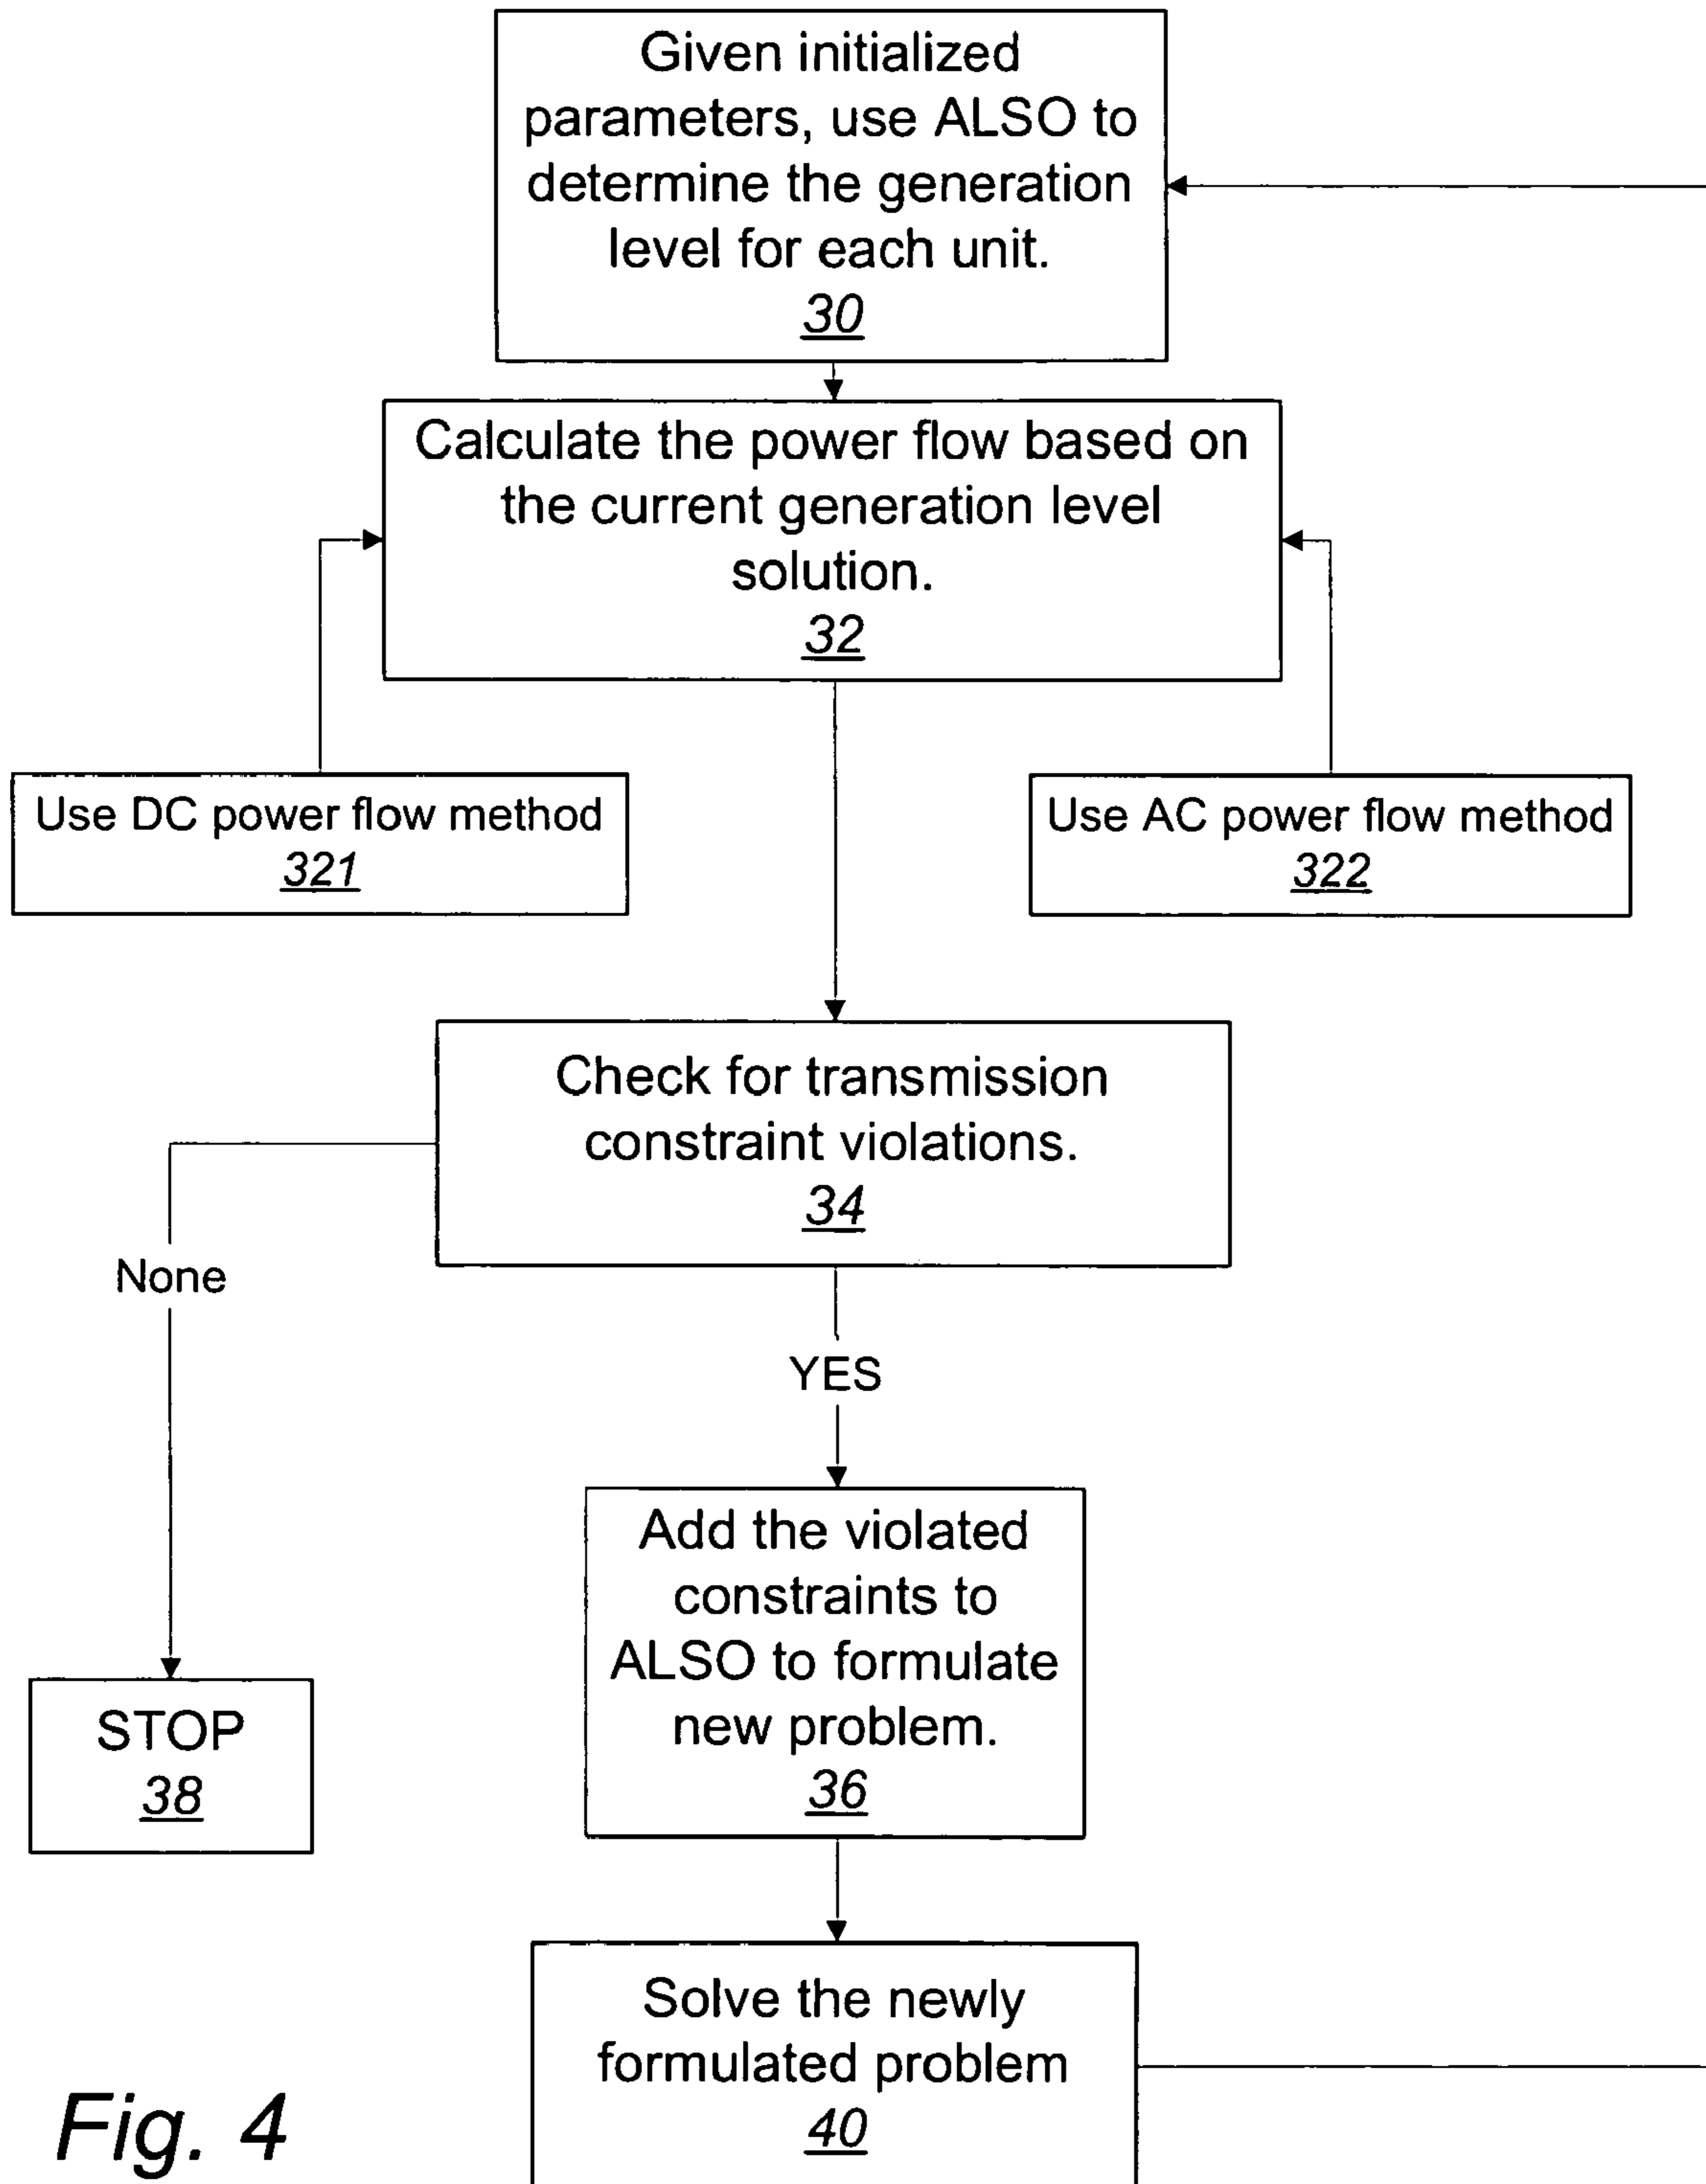 Given initialized
parameters, use ALSO to
determine the generation
level for each unit.
30
Calculate the power flow based on
the current generation level
solution.
32
Use DC power flow method
321
Use AC power flow method
322
Check for transmission
constraint violations.
34
None
YES
Add the violated
constraints to
ALSO to formulate
new problem.
36
STOP
38
Solve the newly
formulated problem
40
Fig. 4